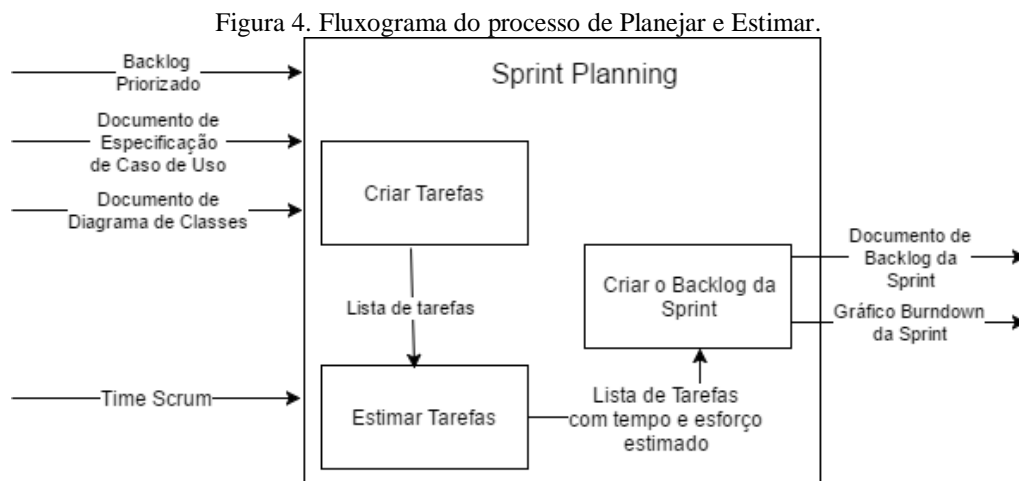 Figura 4. Fluxograma do processo de Planejar e Estimar.
Backlog
Priorizado
Sprint Planning
Documento de
Especificação
de Caso de Uso
Criar Tarefas
Documento de
Diagrama de Classes
Documento de
Backlog da
Sprint
Criar o Backlog da
Sprint
Lista de tarefas
Gráfico Burndown
da Sprint
Time Scrum
Estimar Tarefas
Lista de Tarefas
com tempo e esforço
estimado